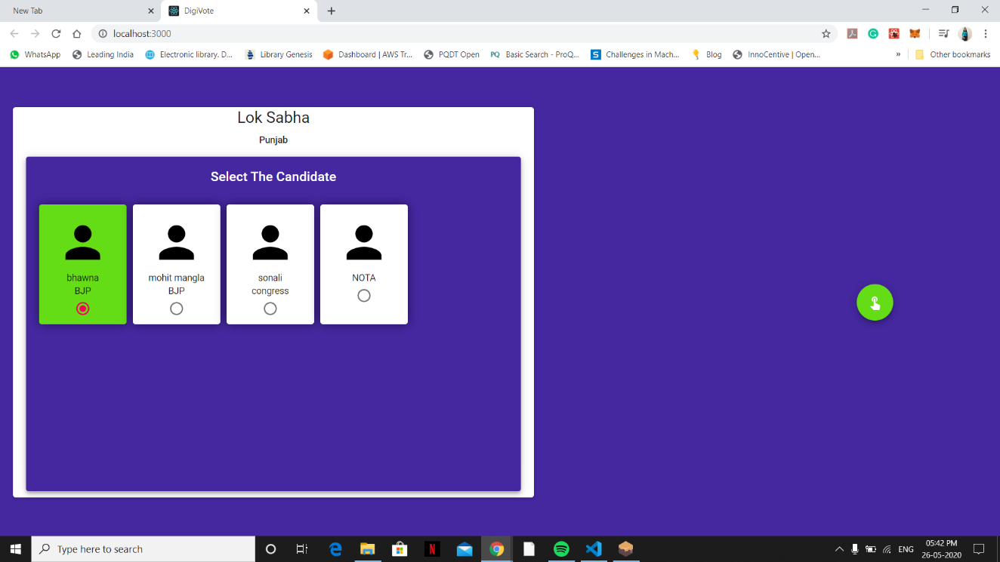 New Tab
DigiVote
localhost:3000
WhatsApp
Leading India
Electronic library. D...
Library Genesis
Dashboard | AWS Tr...
PQDT Open
PQ
Basic Search - ProQ...
S
Challenges in Mach...
Blog
InnoCentive | Open...
»
Other bookmarks
Lok Sabha
Punjab
Select The Candidate
bhawna
BJP
mohit mangla
BJP
sonali
congress
NOTA
Type here to search
N
ENG
05:42 PM
26-05-2020